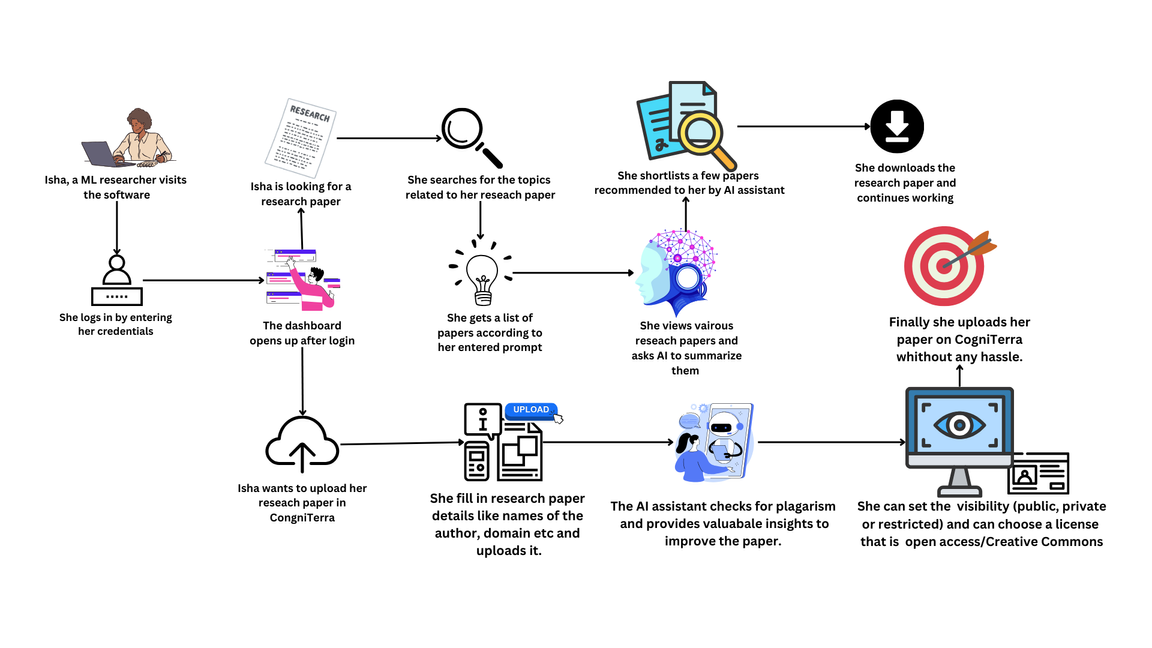 Isha, a ML researcher visits
the software
She logs in by entering
her credentials
The dashboard
opens up after login
RESEARCH
Isha is looking for a
research paper
She searches for the topics
related to her reseach paper
She gets a list of
papers according to
her entered prompt
She views vairous
reseach papers and
asks AI to summarize
them
She shortlists a few papers
recommended to her by AI assistant
She downloads the
research paper and
continues working
Isha wants to upload her
reseach paper in
CongniTerra
UPLOAD
She fill in research paper
details like names of the
author, domain etc and
uploads it.
The AI assistant checks for plagarism
and provides valuabale insights to
improve the paper.
She can set the  visibility (public, private
or restricted) and can choose a license
that is  open access/Creative Commons
Finally she uploads her
paper on CogniTerra
whithout any hassle.